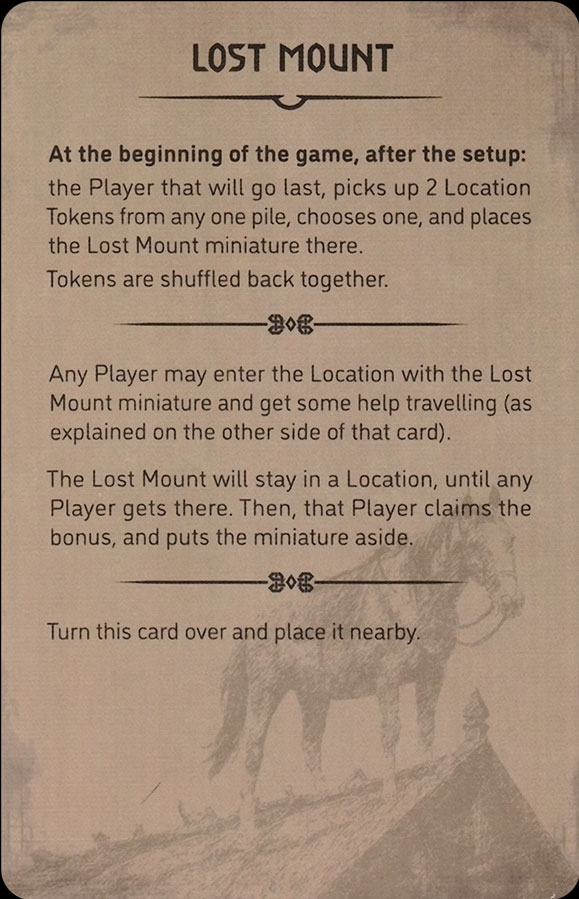 LOST MOUNT
At the beginning of the game, after the setup:
the Player that will go last, picks up 2 Location
Tokens from any one pile, chooses one, and places
the Lost Mount miniature there.
Tokens are shuffled back together.
Any Player may enter the Location with the Lost
Mount miniature and get some help travelling (as
explained on the other side of that card).
The Lost Mount will stay in a Location, until any
Player gets there. Then, that Player claims the
bonus, and puts the miniature aside.
Turn this card over and place it nearby.